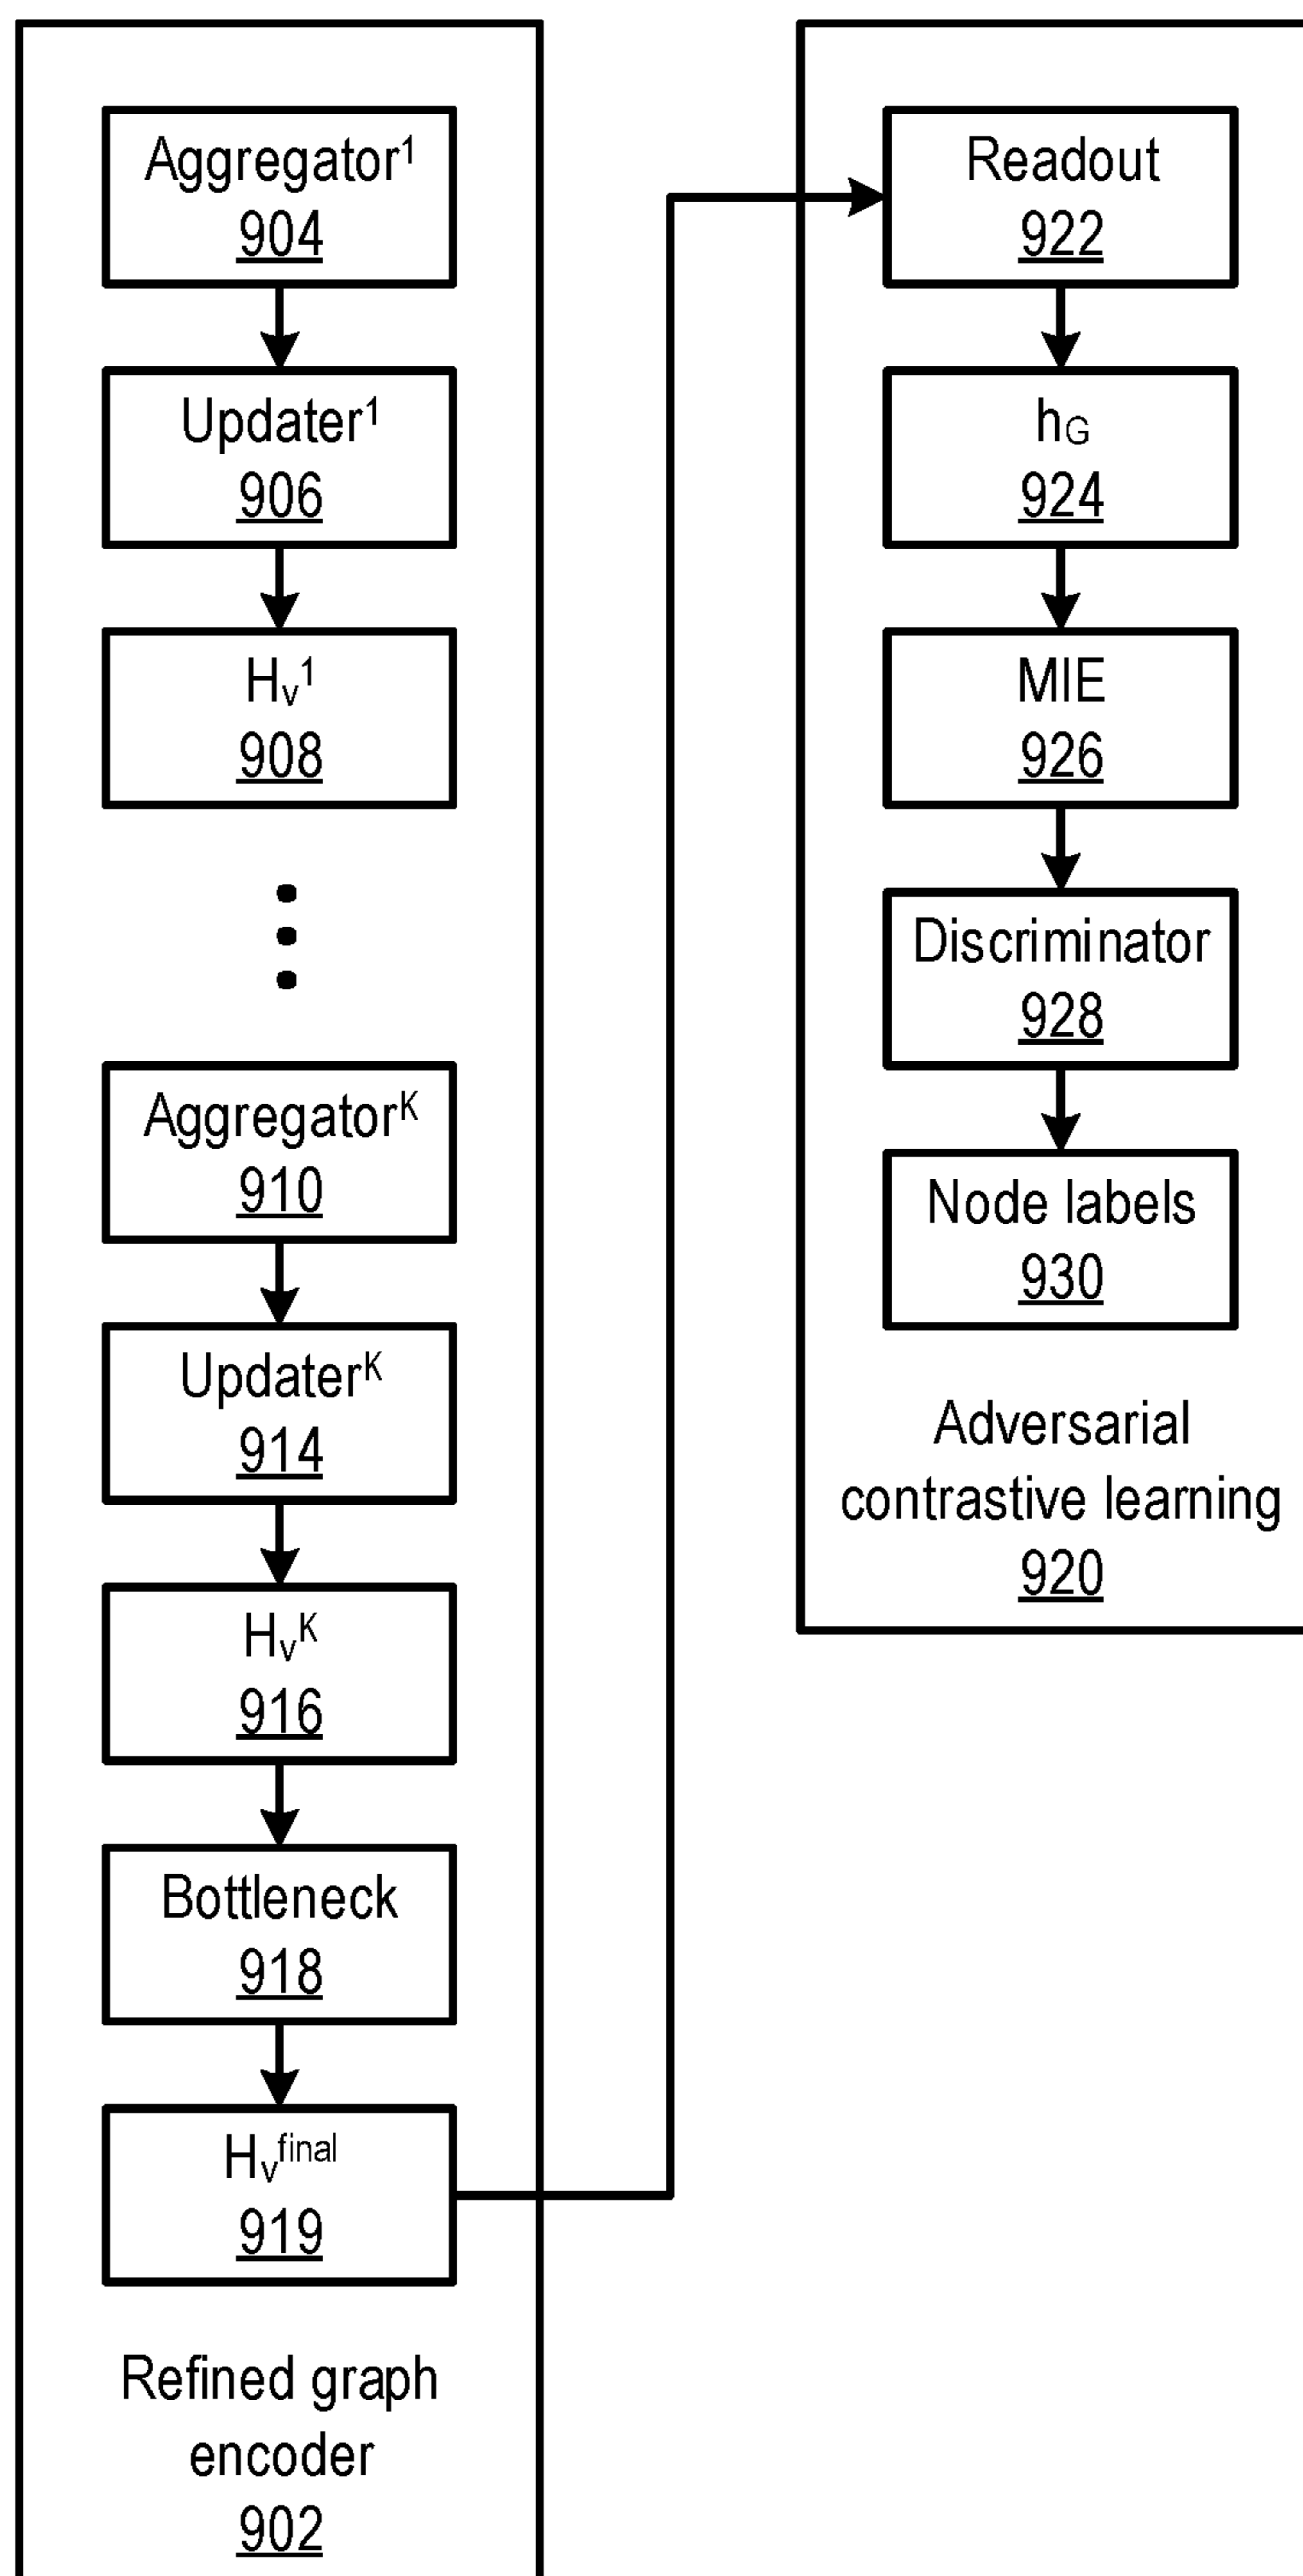 Aggregator¹
904
Updater¹
906
Hᵥ¹
908
Aggregatorᴷ
910
Updaterᴷ
914
Hᵥᴷ
916
Bottleneck
918
Hᵥᶠⁱⁿᵃˡ
919
Refined graph
encoder
902
Readout
922
h_G
924
MIE
926
Discriminator
928
Node labels
930
Adversarial
contrastive learning
920